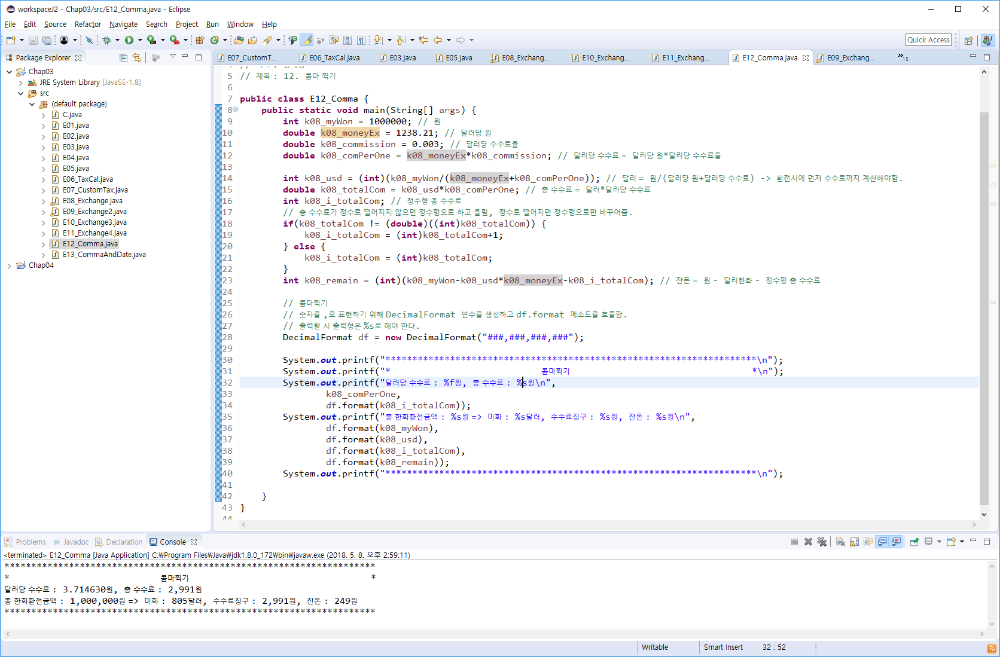 workspaceJ2 - Chap03/src/E12_Comma.java - Eclipse
File Edit Source Refactor Navigate Search Project Run Window Help
Quick Access
Package Explorer
Chap03
JRE System Library [JavaSE-1.8]
src
(default package)
C.java
E01.java
E02.java
E03.java
E04.java
E05.java
E06_TaxCal.java
E07_CustomTax.java
E08_Exchange.java
E09_Exchange2.java
E10_Exchange3.java
E11_Exchange4.java
E12_Comma.java
E13_CommaAndDate.java
Chap04
E07_CustomT... E06_TaxCal.java E03.java E05.java E08_Exchang... E10_Exchang... E11_Exchang... E12_Comma.java E09_Exchang... »15
5 // 제목 : 12. 콤마 찍기
6
7 public class E12_Comma {
8 public static void main(String[] args) {
9 int k08_myWon = 1000000; // 원
10 double k08_moneyEx = 1238.21; // 달러당 원
11 double k08_commission = 0.003; // 달러당 수수료율
12 double k08_comPerOne = k08_moneyEx*k08_commission; // 달러당 수수료 = 달러당 원*달러당 수수료율
13
14 int k08_usd = (int)(k08_myWon/(k08_moneyEx+k08_comPerOne)); // 달러 = 원/(달러당 원+달러당 수수료) -> 환전시에 먼저 수수료까지 계산해야함.
15 double k08_totalCom = k08_usd*k08_comPerOne; // 총 수수료 = 달러*달러당 수수료
16 int k08_i_totalCom; // 정수형 총 수수료
17 // 총 수수료가 정수로 떨어지지 않으면 정수형으로 하고 올림, 정수로 떨어지면 정수형으로만 바꾸어줌.
18 if(k08_totalCom != (double)((int)k08_totalCom)) {
19 k08_i_totalCom = (int)k08_totalCom+1;
20 } else {
21 k08_i_totalCom = (int)k08_totalCom;
22 }
23 int k08_remain = (int)(k08_myWon-k08_usd*k08_moneyEx-k08_i_totalCom); // 잔돈 = 원 - 달러한화 - 정수형 총 수수료
24
25 // 콤마찍기
26 // 숫자를 ,로 표현하기 위해 DecimalFormat 변수를 생성하고 df.format 메소드를 호출함.
27 // 출력할 시 출력형은 %s로 해야 한다.
28 DecimalFormat df = new DecimalFormat("###,###,###,###");
29
30 System.out.printf("*********************************************************************\n");
31 System.out.printf("* 콤마찍기 *\n");
32 System.out.printf("달러당 수수료 : %f원, 총 수수료 : %s원\n",
33 k08_comPerOne,
34 df.format(k08_i_totalCom));
35 System.out.printf("총 한화환전금액 : %s원 => 미화 : %s달러, 수수료징구 : %s원, 잔돈 : %s원\n",
36 df.format(k08_myWon),
37 df.format(k08_usd),
38 df.format(k08_i_totalCom),
39 df.format(k08_remain));
40 System.out.printf("*********************************************************************\n");
41
42 }
43 }
44
Problems @ Javadoc Declaration Console
<terminated> E12_Comma [Java Application] C:₩Program Files₩Java₩jdk1.8.0_172₩bin₩javaw.exe (2018. 5. 8. 오후 2:59:11)
*********************************************************************
* 콤마찍기 *
달러당 수수료 : 3.714630원, 총 수수료 : 2,991원
총 한화환전금액 : 1,000,000원 => 미화 : 805달러, 수수료징구 : 2,991원, 잔돈 : 249원
*********************************************************************
Writable Smart Insert 32 : 52